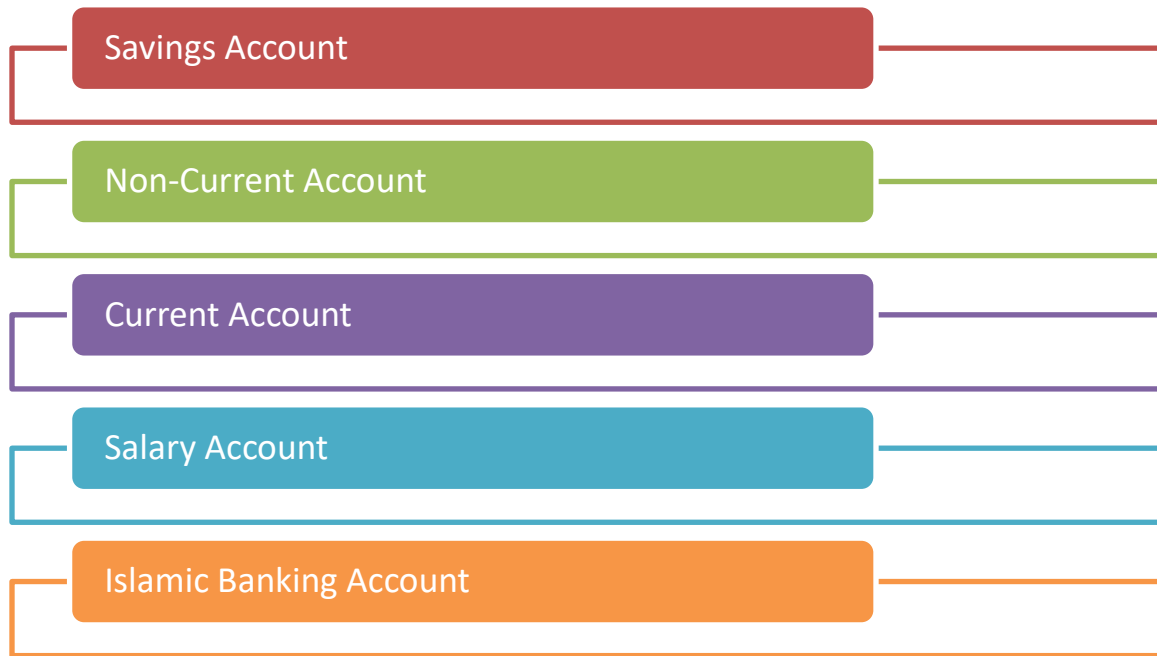 Savings Account
Non-Current Account
Current Account
Salary Account
Islamic Banking Account